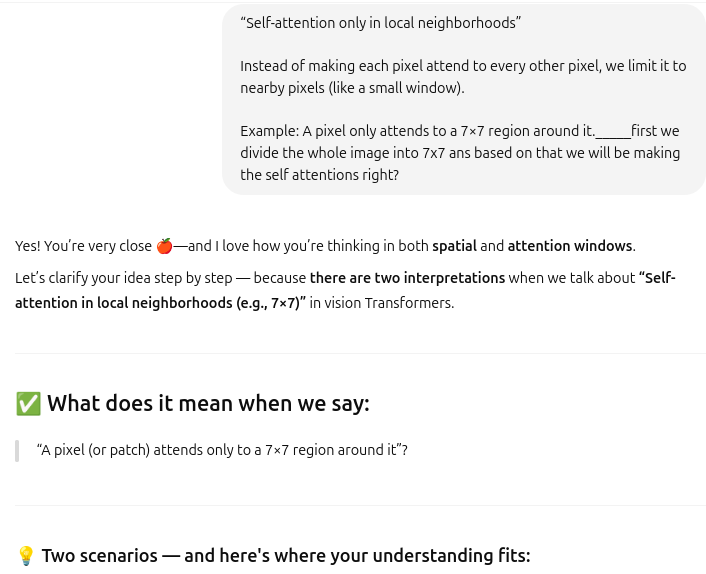 “Self-attention only in local neighborhoods”
Instead of making each pixel attend to every other pixel, we limit it to
nearby pixels (like a small window).
Example: A pixel only attends to a 7×7 region around it._____first we
divide the whole image into 7x7 ans based on that we will be making
the self attentions right?
Yes! You’re very close 🍎—and I love how you’re thinking in both spatial and attention windows.
Let’s clarify your idea step by step — because there are two interpretations when we talk about “Self-
attention in local neighborhoods (e.g., 7×7)” in vision Transformers.
✅ What does it mean when we say:
“A pixel (or patch) attends only to a 7×7 region around it”?
💡 Two scenarios — and here's where your understanding fits: